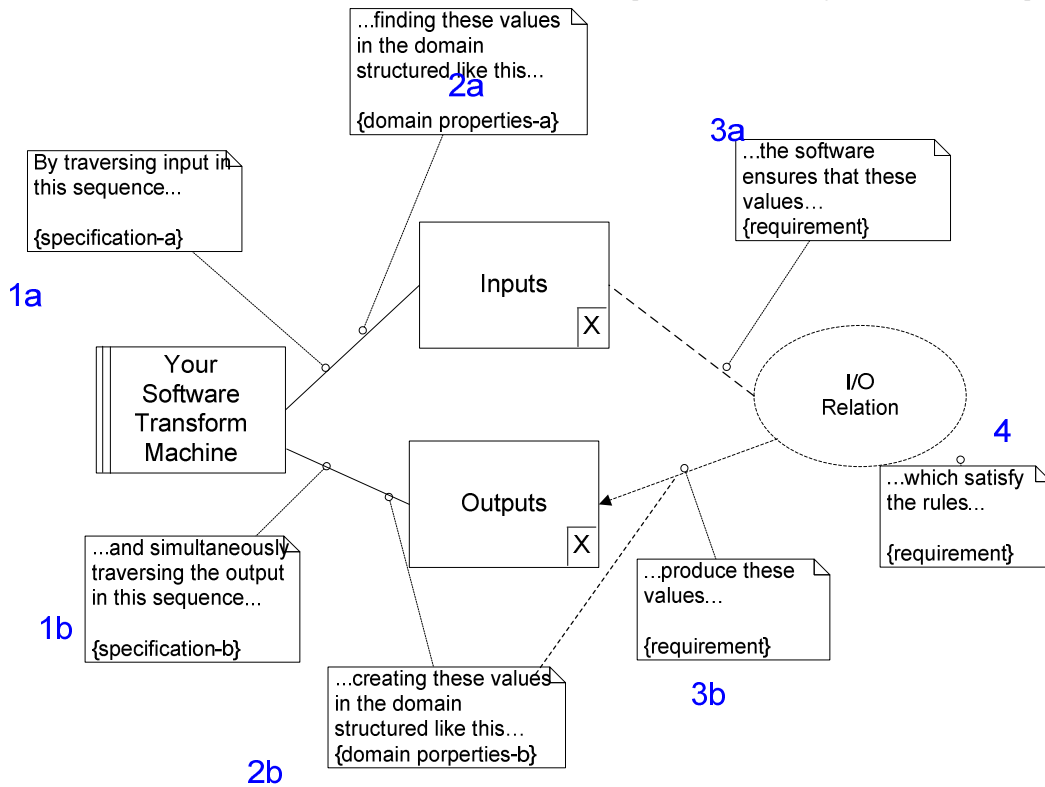 ...finding these values
in the domain
structured like this...
{domain properties-a}
2a
3a
...the software
ensures that these
values...
{requirement}
By traversing input in
this sequence...
{specification-a}
1a
Inputs
X
Your
Software
Transform
Machine
I/O
Relation
4
...which satisfy
the rules...
{requirement}
Outputs
X
...and simultaneously
traversing the output
in this sequence...
{specification-b}
1b
...produce these
values...
{requirement}
3b
...creating these values
in the domain
structured like this...
{domain porperties-b}
2b